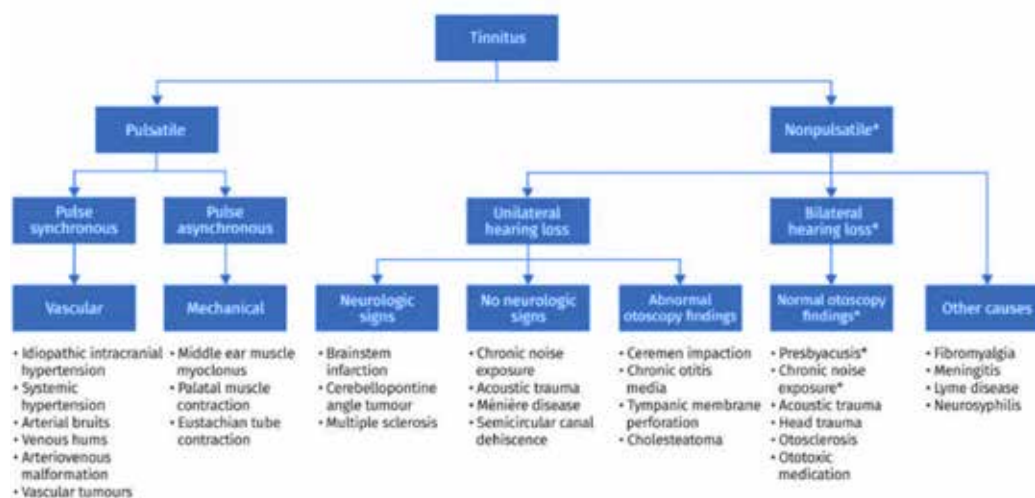 Tinnitus
Pulsatile
Nonpulsatile*
Pulse
synchronous
Pulse
asynchronous
Unilateral
hearing loss
Bilateral
hearing loss*
Vascular
Mechanical
Neurologic
signs
No neurologic
signs
Abnormal
otoscopy findings
Normal otoscopy
findings*
Other causes
• Idiopathic intracranial
hypertension
• Systemic
hypertension
• Arterial bruits
• Venous hums
• Arteriovenous
malformation
• Vascular tumours
• Middle ear muscle
myoclonus
• Palatal muscle
contraction
• Eustachian tube
contraction
• Brainstem
infarction
• Cerebellopontine
angle tumour
• Multiple sclerosis
• Chronic noise
exposure
• Acoustic trauma
• Ménière disease
• Semicircular canal
dehiscence
• Ceremen impaction
• Chronic otitis
media
• Tympanic membrane
perforation
• Cholesteatoma
• Presbyacusis*
• Chronic noise
exposure*
• Acoustic trauma
• Head trauma
• Otosclerosis
• Ototoxic
medication
• Fibromyalgia
• Meningitis
• Lyme disease
• Neurosyphilis